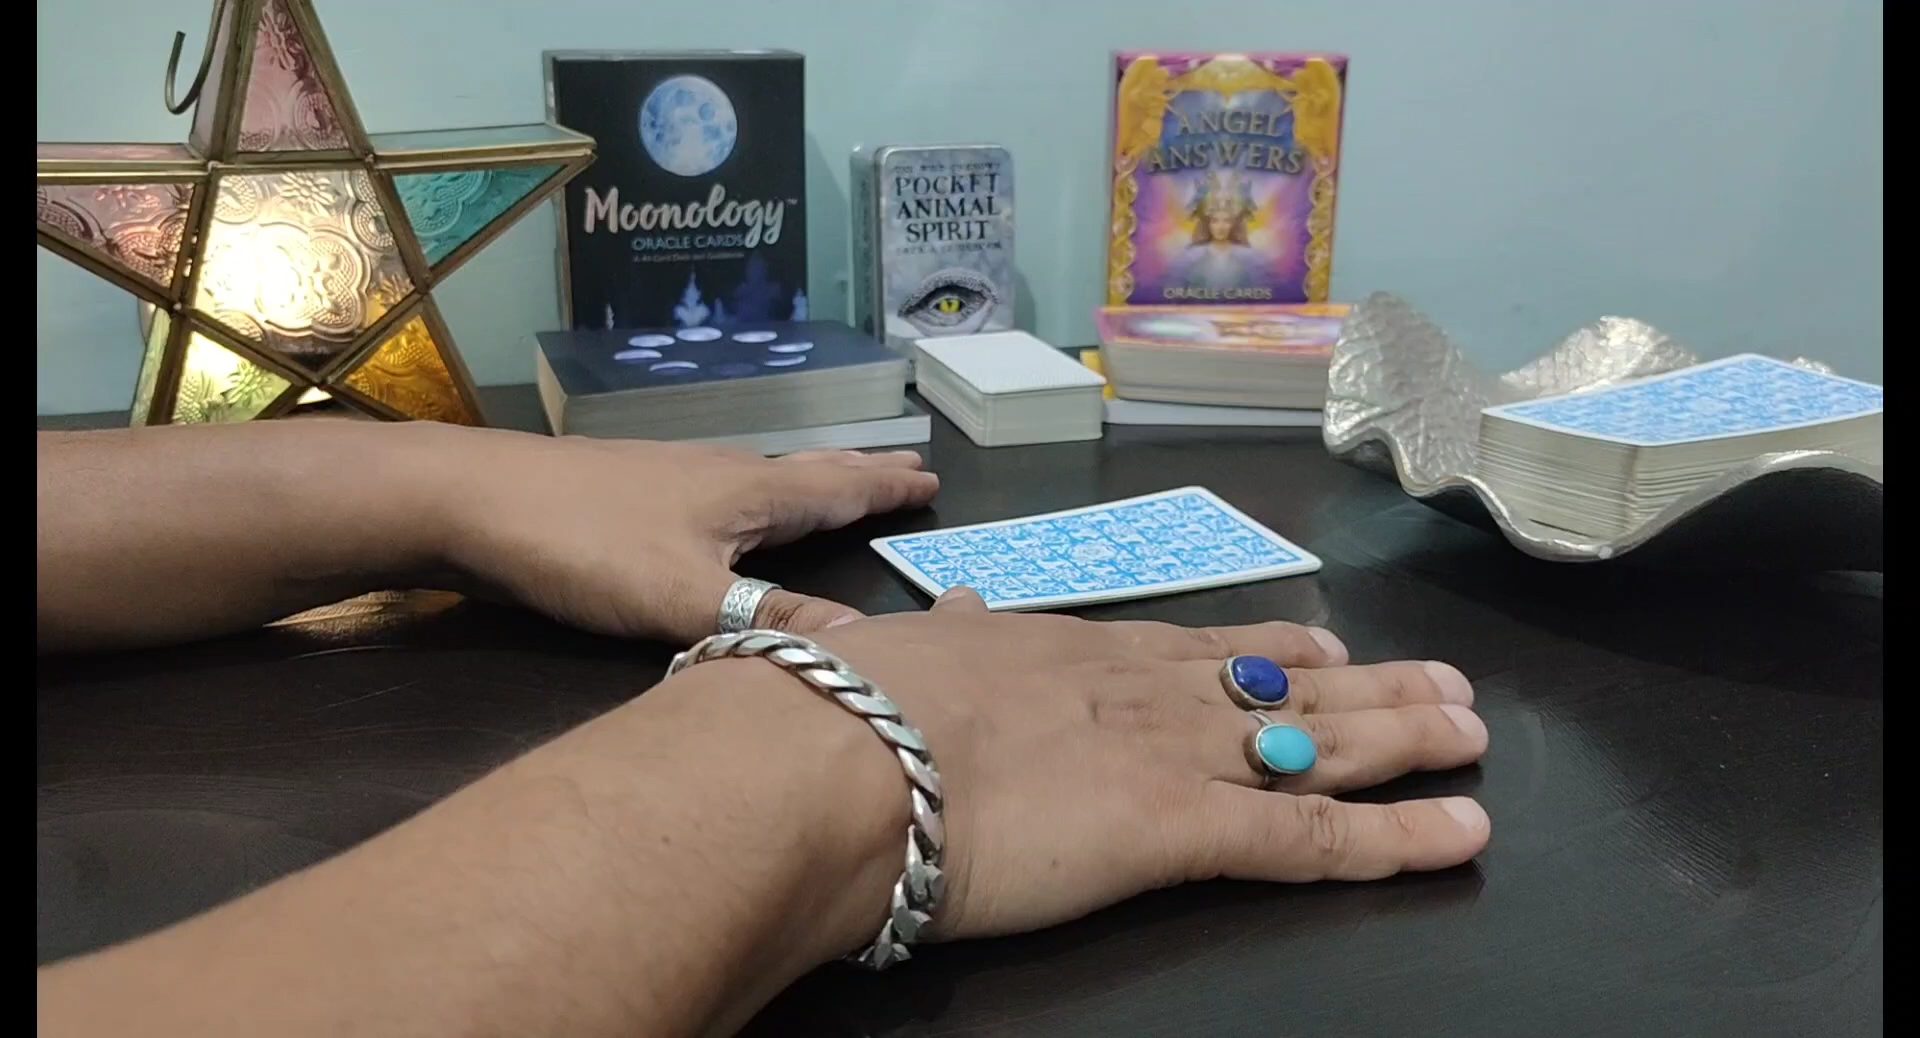 Moonology™
ORACLE CARDS
POCKET
ANIMAL
SPIRIT
ANGEL
ANSWERS
ORACLE CARDS